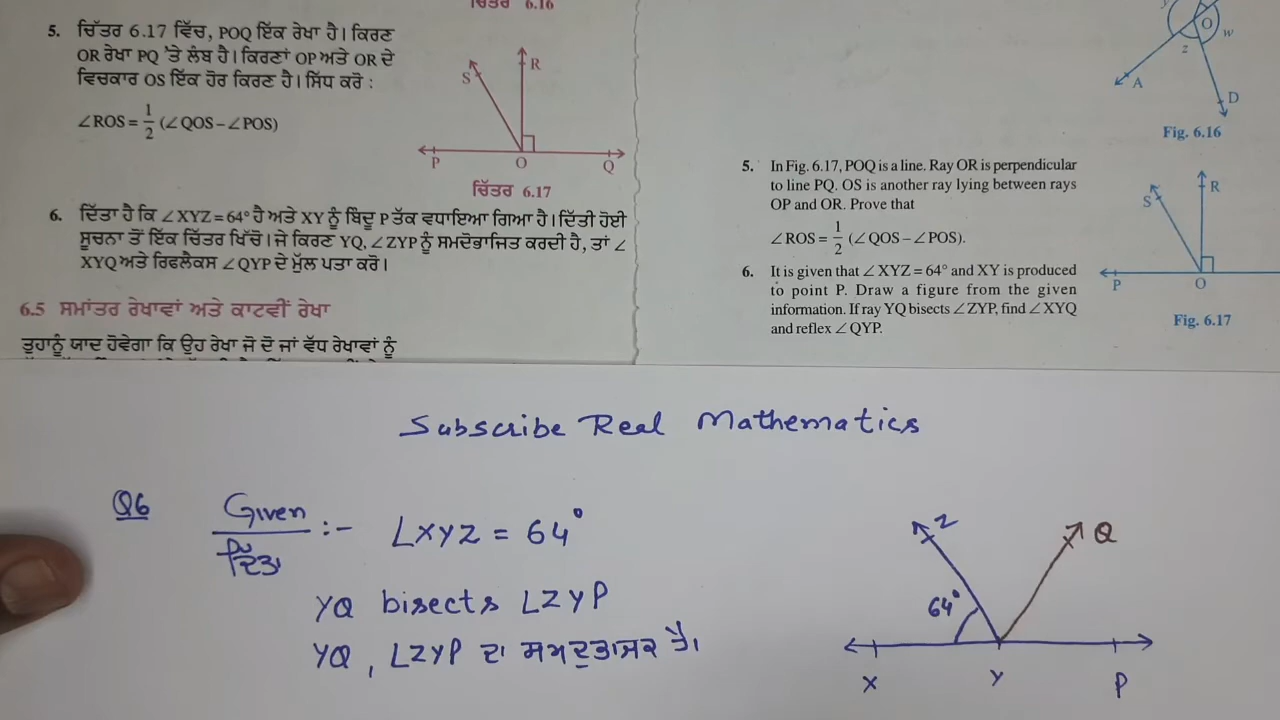 ਚਿੱਤਰ 6.16
5. ਚਿੱਤਰ 6.17 ਵਿੱਚ, POQ ਇੱਕ ਰੇਖਾ ਹੈ। ਕਿਰਣ
OR ਰੇਖਾ PQ 'ਤੇ ਲੰਬ ਹੈ। ਕਿਰਣਾਂ OP ਅਤੇ OR ਦੇ
ਵਿਚਕਾਰ OS ਇੱਕ ਹੋਰ ਕਿਰਣ ਹੈ। ਸਿੱਧ ਕਰੋ :
∠ROS = 1/2 (∠QOS – ∠POS)
S R
P O Q
ਚਿੱਤਰ 6.17
6. ਦਿੱਤਾ ਹੈ ਕਿ ∠XYZ = 64° ਹੈ ਅਤੇ XY ਨੂੰ ਬਿੰਦੂ P ਤੱਕ ਵਧਾਇਆ ਗਿਆ ਹੈ। ਦਿੱਤੀ ਹੋਈ
ਸੂਚਨਾ ਤੋਂ ਇੱਕ ਚਿੱਤਰ ਖਿੱਚੋ। ਜੇ ਕਿਰਣ YQ, ∠ZYP ਨੂੰ ਸਮਦੋਭਾਜਿਤ ਕਰਦੀ ਹੈ, ਤਾਂ ∠
XYQ ਅਤੇ ਰਿਫਲੈਕਸ ∠QYP ਦੇ ਮੁੱਲ ਪਤਾ ਕਰੋ।
6.5 ਸਮਾਂਤਰ ਰੇਖਾਵਾਂ ਅਤੇ ਕਾਟਵੀਂ ਰੇਖਾ
ਤੁਹਾਨੂੰ ਯਾਦ ਹੋਵੇਗਾ ਕਿ ਉਹ ਰੇਖਾ ਜੋ ਦੋ ਜਾਂ ਵੱਧ ਰੇਖਾਵਾਂ ਨੂੰ
y O w
z
A D
Fig. 6.16
5. In Fig. 6.17, POQ is a line. Ray OR is perpendicular
to line PQ. OS is another ray lying between rays
OP and OR. Prove that
∠ROS = 1/2 (∠QOS – ∠POS).
S R
P O
Fig. 6.17
6. It is given that ∠XYZ = 64° and XY is produced
to point P. Draw a figure from the given
information. If ray YQ bisects ∠ZYP, find ∠XYQ
and reflex ∠QYP.
Subscribe Real Mathematics
Q6 Given :- ∠XYZ = 64°
ਦਿੱਤਾ
YQ bisects ∠ZYP
YQ, ∠ZYP ਦਾ ਸਮਦੁਭਾਜਕ ਹੈ।
Z Q
64°
X Y P